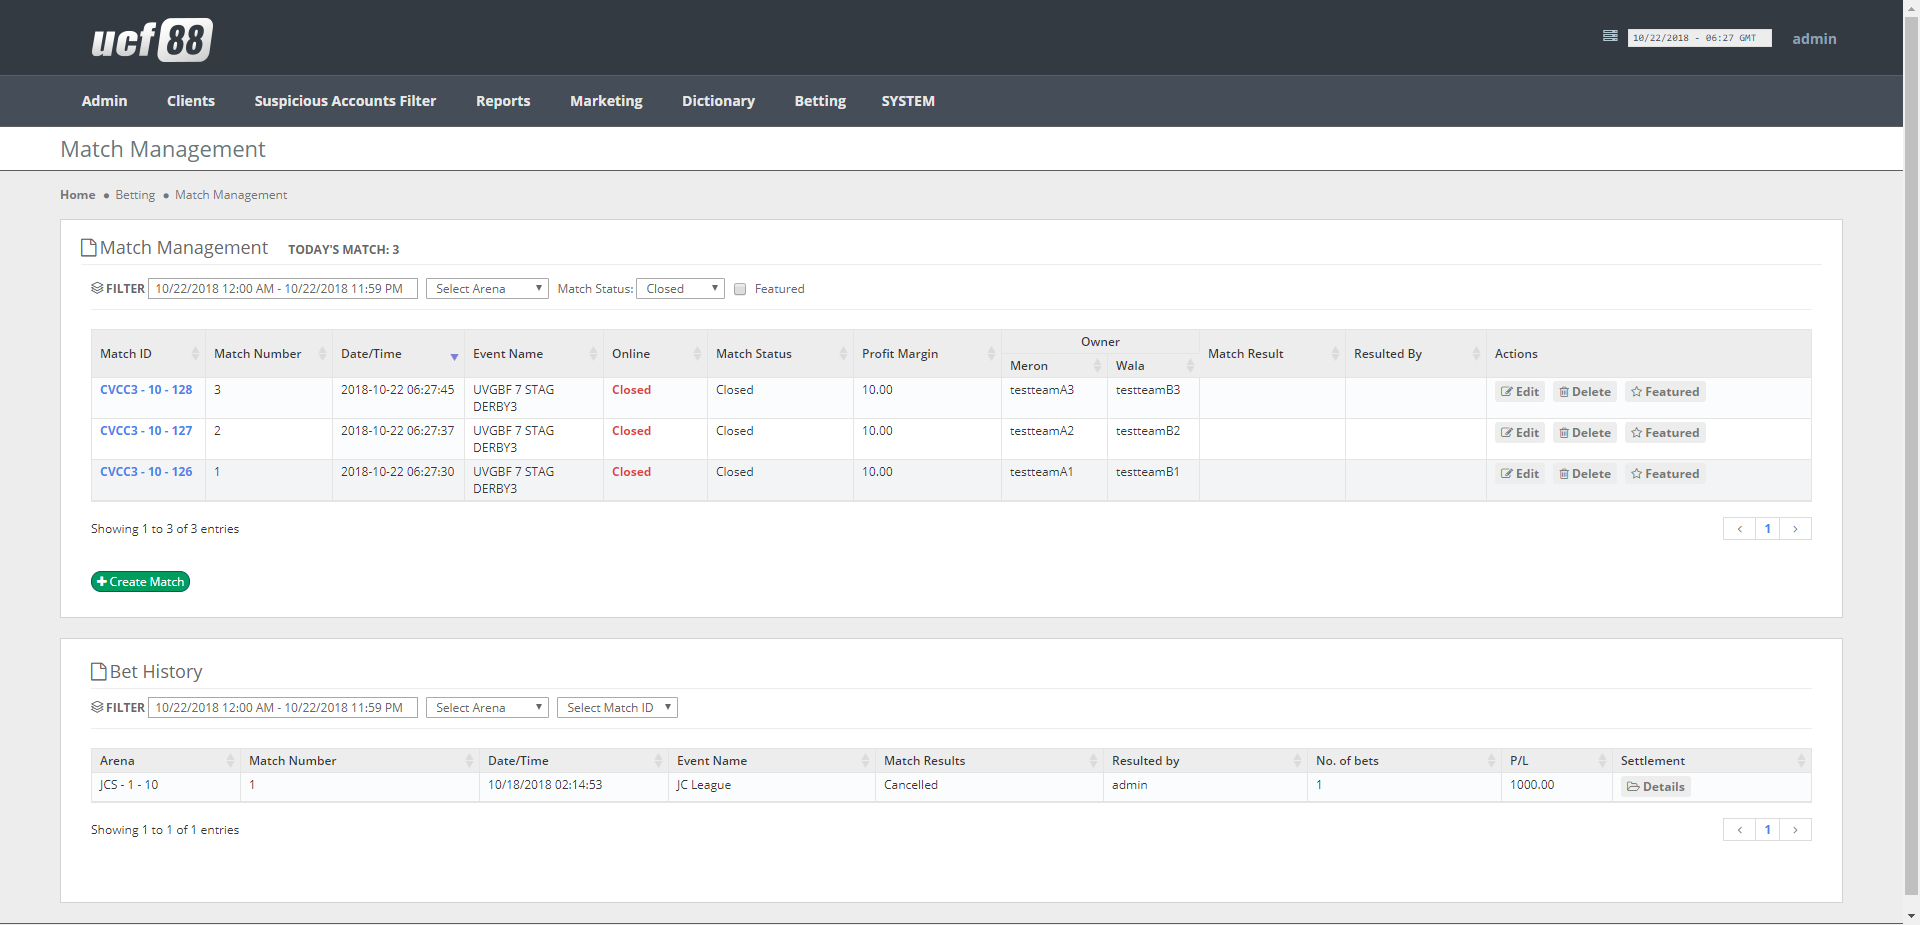 ucf 88
10/22/2018 - 06:27 GMT
admin
Admin Clients Suspicious Accounts Filter Reports Marketing Dictionary Betting SYSTEM
Match Management
Home • Betting • Match Management
Match Management TODAY'S MATCH: 3
FILTER 10/22/2018 12:00 AM - 10/22/2018 11:59 PM Select Arena Match Status: Closed Featured
Match ID Match Number Date/Time Event Name Online Match Status Profit Margin Owner Match Result Resulted By Actions
Meron Wala
CVCC3 - 10 - 128 3 2018-10-22 06:27:45 UVGBF 7 STAG Closed Closed 10.00 testteamA3 testteamB3 Edit Delete Featured
DERBY3
CVCC3 - 10 - 127 2 2018-10-22 06:27:37 UVGBF 7 STAG Closed Closed 10.00 testteamA2 testteamB2 Edit Delete Featured
DERBY3
CVCC3 - 10 - 126 1 2018-10-22 06:27:30 UVGBF 7 STAG Closed Closed 10.00 testteamA1 testteamB1 Edit Delete Featured
DERBY3
Showing 1 to 3 of 3 entries
‹ 1 ›
Create Match
Bet History
FILTER 10/22/2018 12:00 AM - 10/22/2018 11:59 PM Select Arena Select Match ID
Arena Match Number Date/Time Event Name Match Results Resulted by No. of bets P/L Settlement
JCS - 1 - 10 1 10/18/2018 02:14:53 JC League Cancelled admin 1 1000.00 Details
Showing 1 to 1 of 1 entries
‹ 1 ›